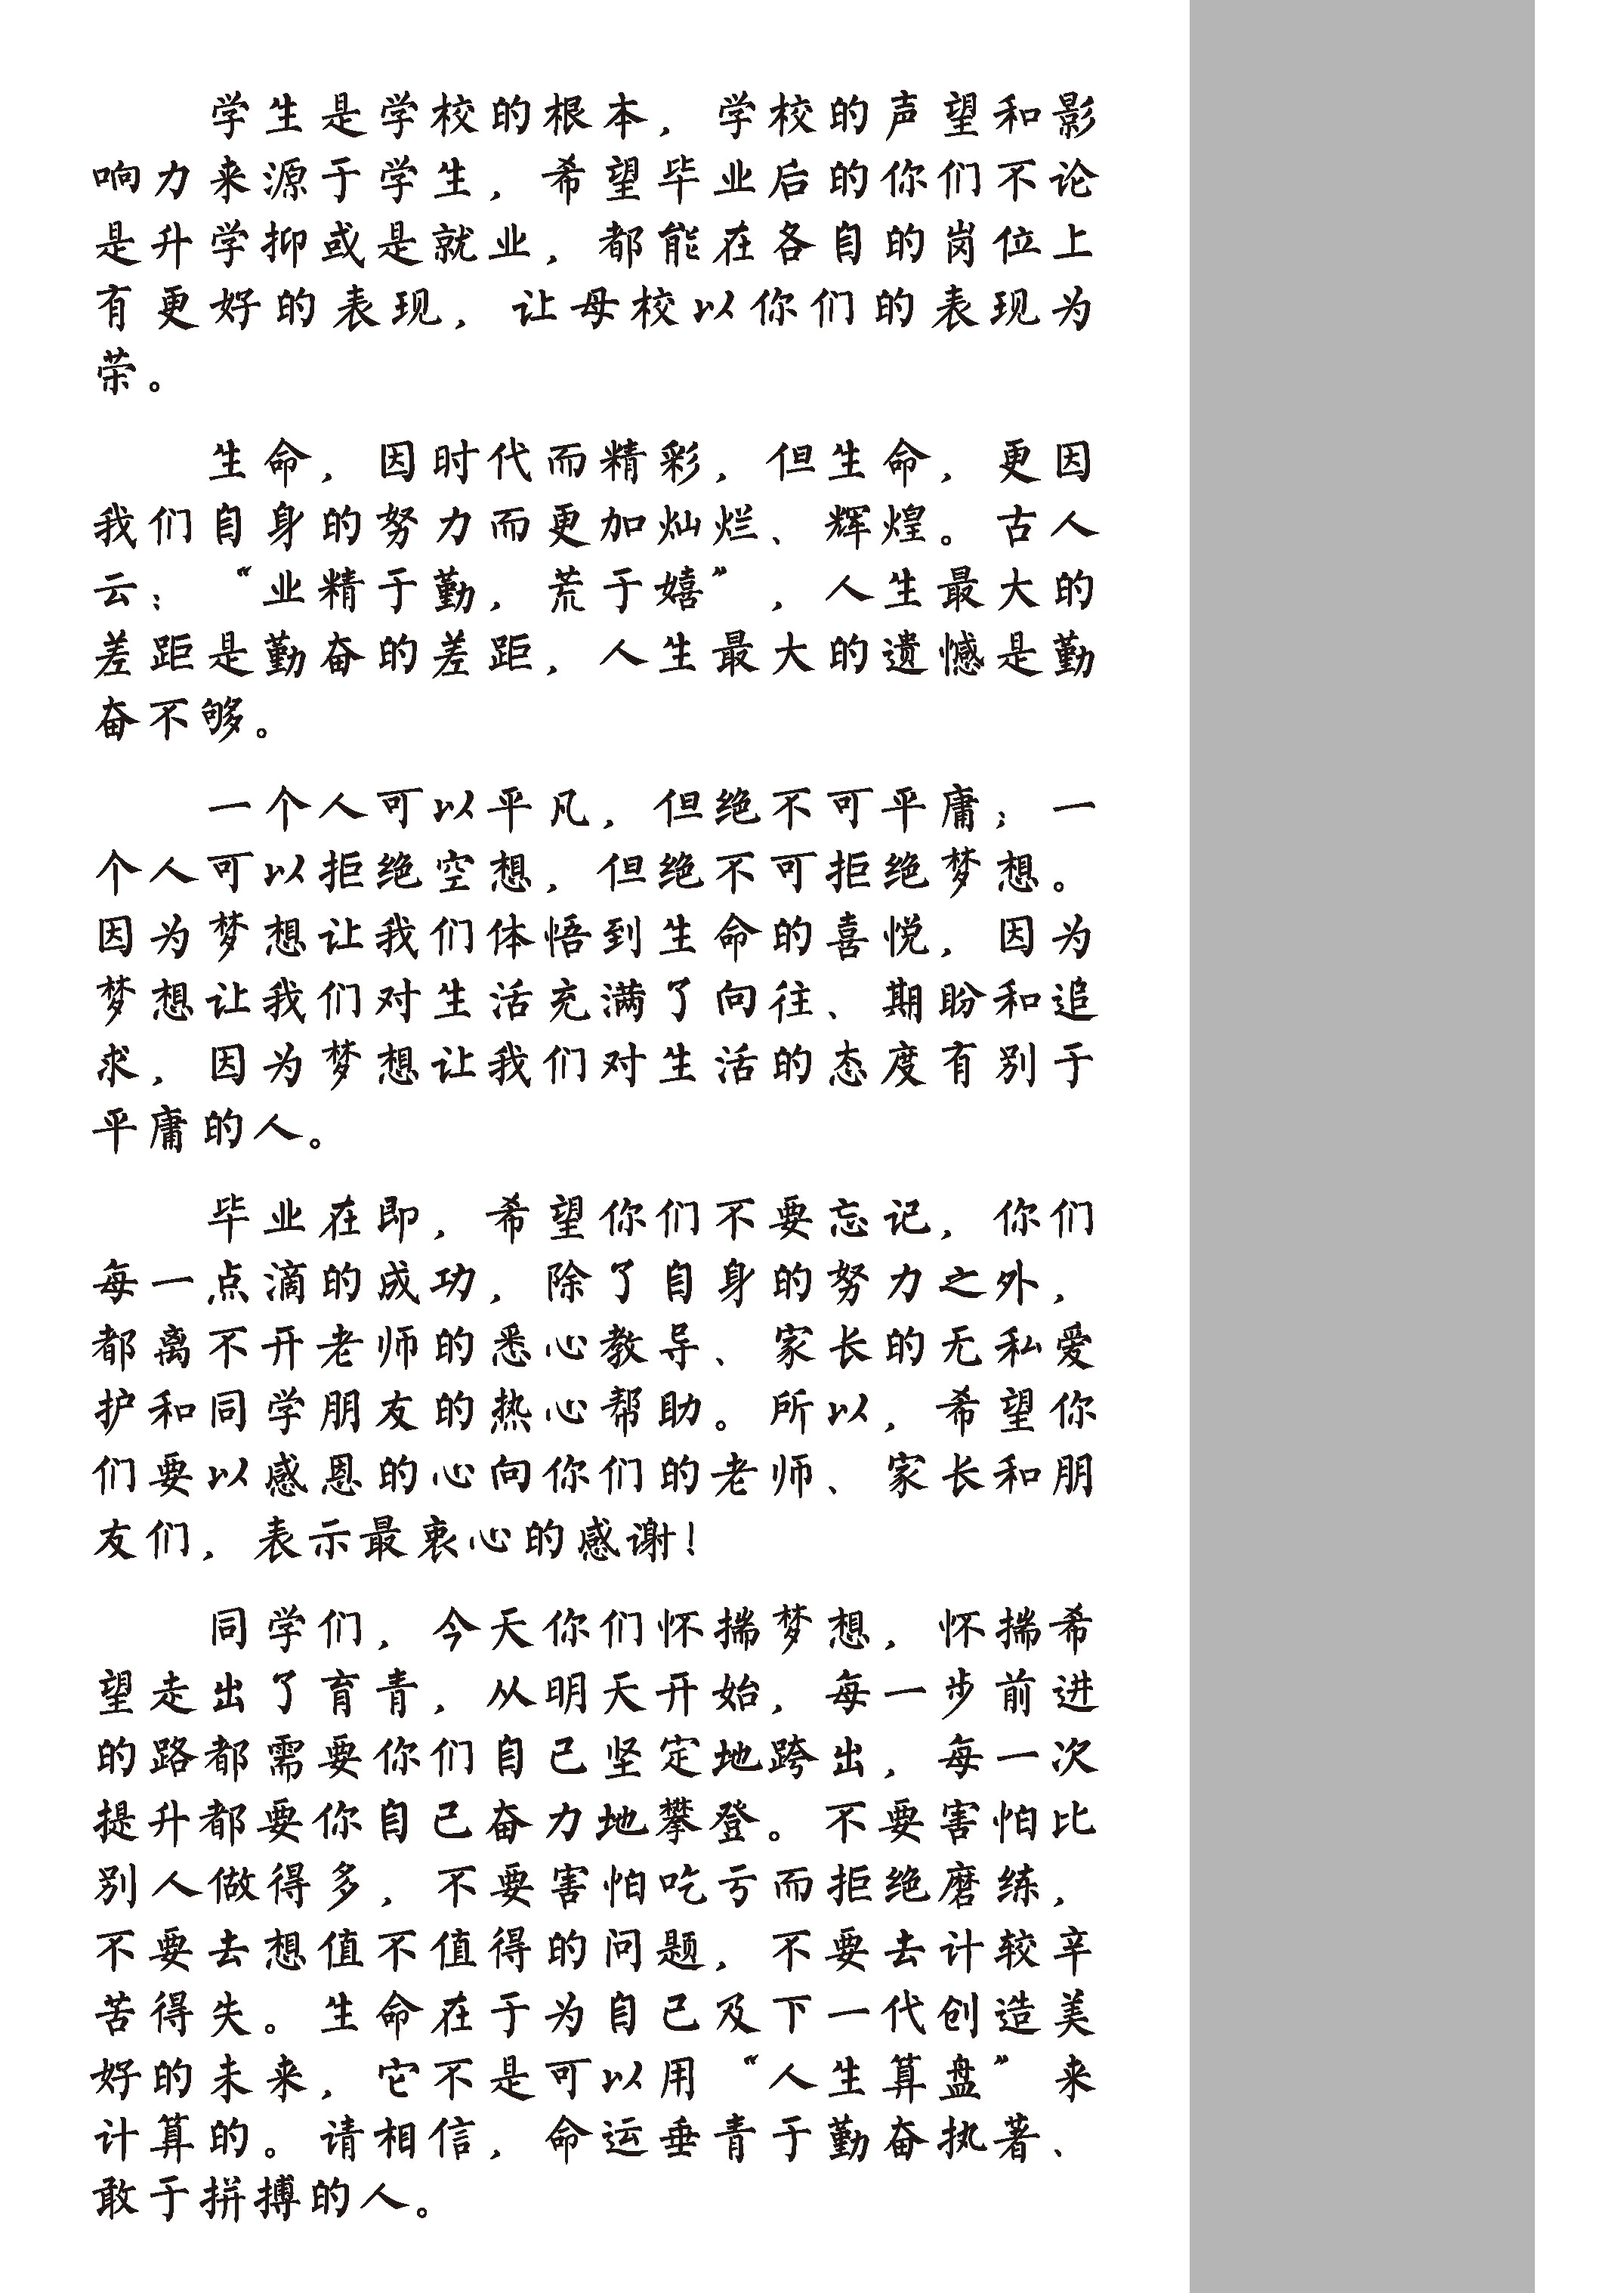 学生是学校的根本，学校的声望和影
响力来源于学生，希望毕业后的你们不论
是升学抑或是就业，都能在各自的岗位上
有更好的表现，让母校以你们的表现为
荣。
生命，因时代而精彩，但生命，更因
我们自身的努力而更加灿烂、辉煌。古人
云：“业精于勤，荒于嬉”，人生最大的
差距是勤奋的差距，人生最大的遗憾是勤
奋不够。
一个人可以平凡，但绝不可平庸；一
个人可以拒绝空想，但绝不可拒绝梦想。
因为梦想让我们体悟到生命的喜悦，因为
梦想让我们对生活充满了向往、期盼和追
求，因为梦想让我们对生活的态度有别于
平庸的人。
毕业在即，希望你们不要忘记，你们
每一点滴的成功，除了自身的努力之外，
都离不开老师的悉心教导、家长的无私爱
护和同学朋友的热心帮助。所以，希望你
们要以感恩的心向你们的老师、家长和朋
友们，表示最衷心的感谢！
同学们，今天你们怀揣梦想，怀揣希
望走出了育青，从明天开始，每一步前进
的路都需要你们自己坚定地跨出，每一次
提升都要你自己奋力地攀登。不要害怕比
别人做得多，不要害怕吃亏而拒绝磨练，
不要去想值不值得的问题，不要去计较辛
苦得失。生命在于为自己及下一代创造美
好的未来，它不是可以用“人生算盘”来
计算的。请相信，命运垂青于勤奋执著、
敢于拼搏的人。